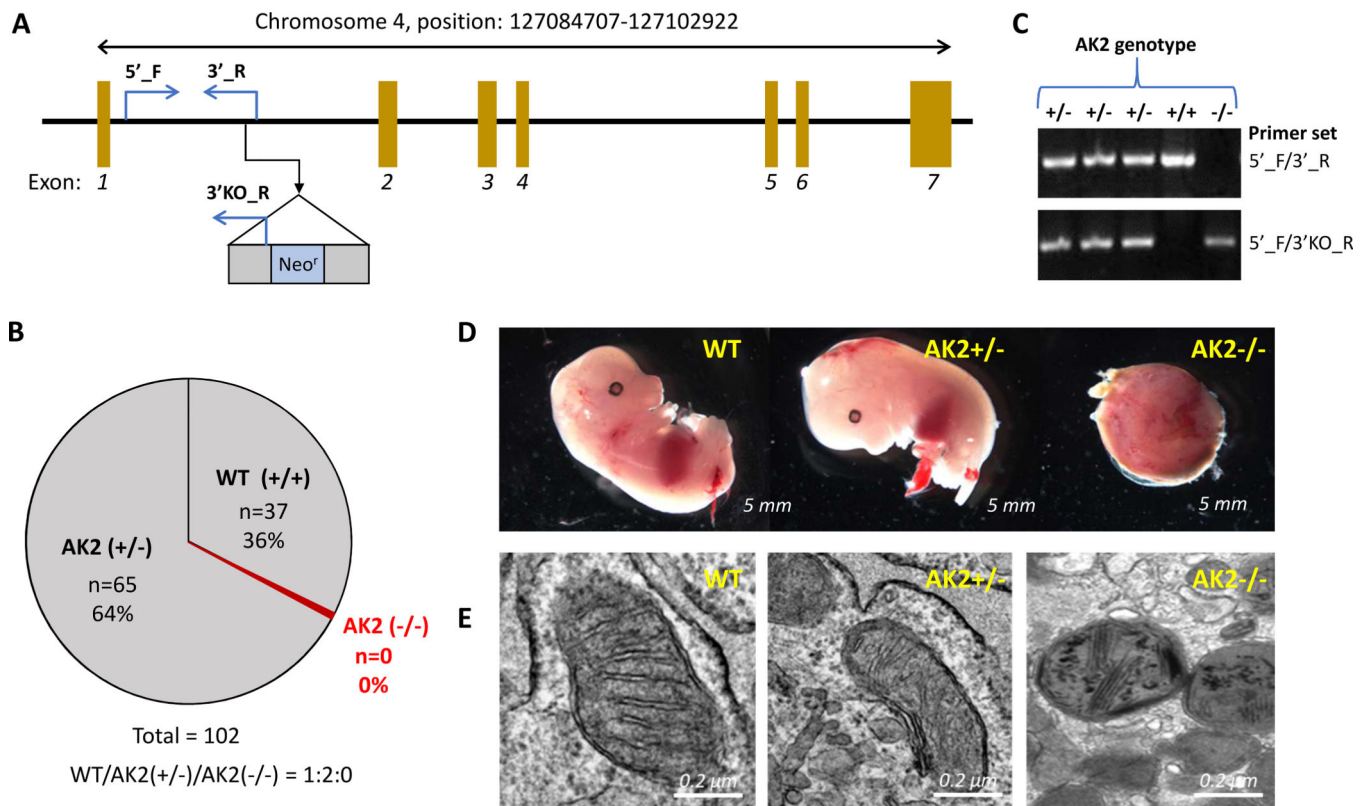 A
Chromosome 4, position: 127084707-127102922
5’_F
3’_R
Exon:
1
2
3
4
5
6
7
3’KO_R
Neoʳ
C
AK2 genotype
+/-
+/-
+/-
+/+
-/-
Primer set
5’_F/3’_R
5’_F/3’KO_R
B
WT (+/+)
n=37
36%
AK2 (+/-)
n=65
64%
AK2 (-/-)
n=0
0%
Total = 102
WT/AK2(+/-)/AK2(-/-) = 1:2:0
D
WT
5 mm
AK2+/-
5 mm
AK2-/-
5 mm
E
WT
0.2 µm
AK2+/-
0.2 µm
AK2-/-
0.2 µm